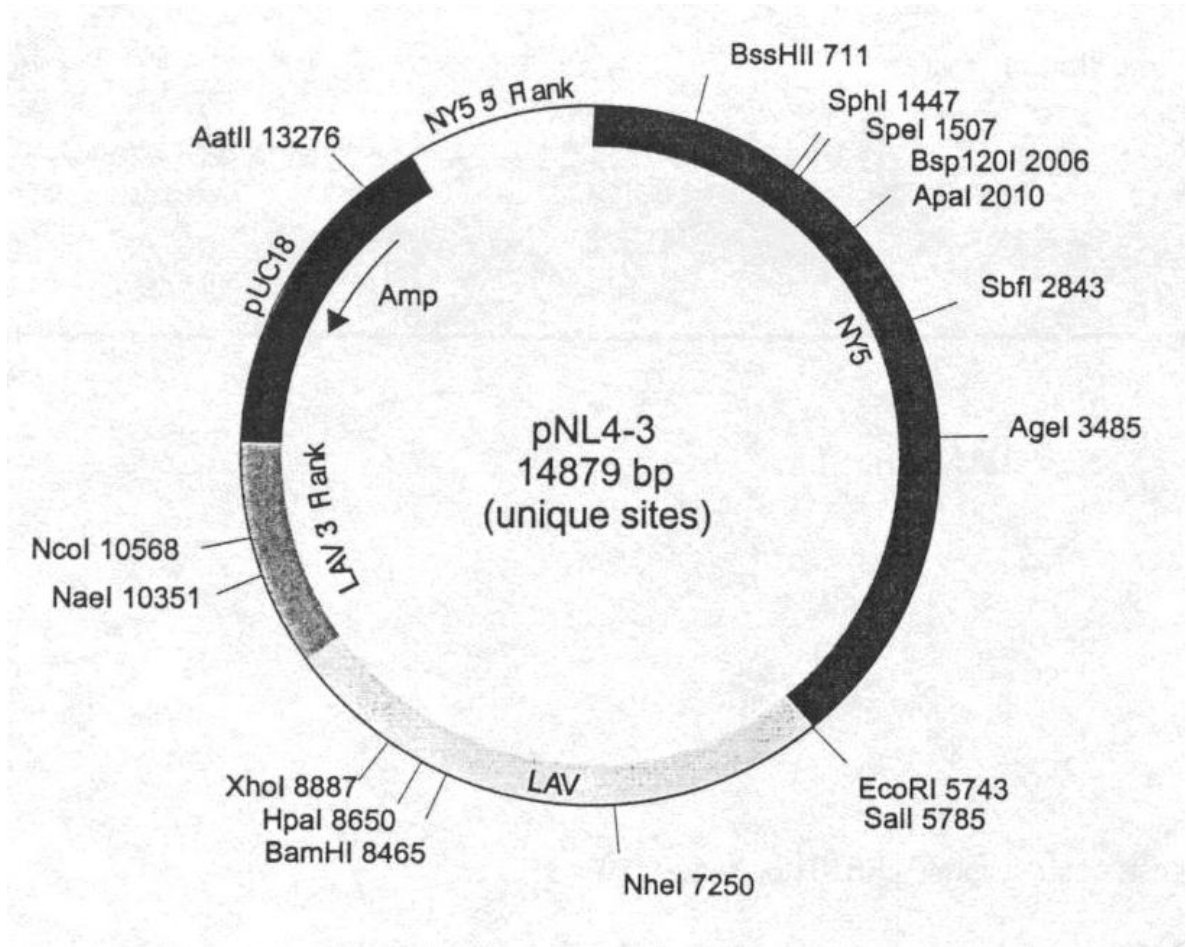 BssHII 711
NY5 5 Flank
SphI 1447
SpeI 1507
AatII 13276
Bsp120I 2006
ApaI 2010
pUC18
Amp
SbfI 2843
NY5
pNL4-3
14879 bp
(unique sites)
AgeI 3485
LAV 3 Flank
NcoI 10568
NaeI 10351
XhoI 8887
HpaI 8650
BamHI 8465
LAV
EcoRI 5743
SalI 5785
NheI 7250